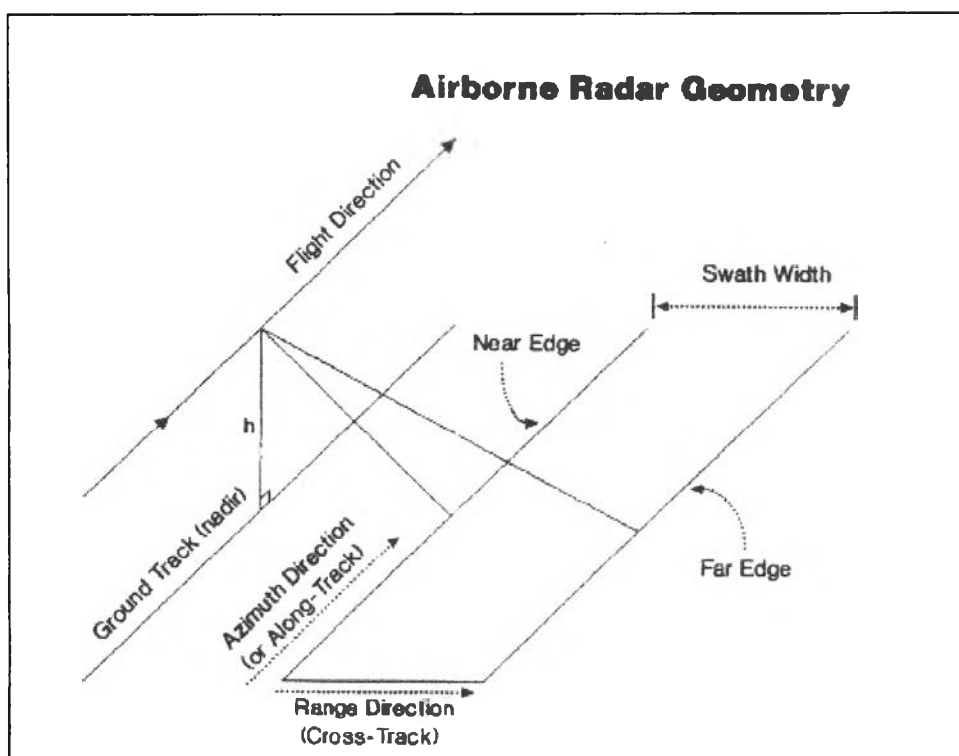 Airborne Radar Geometry
Flight Direction
Swath Width
Near Edge
h
Ground Track (nadir)
Azimuth Direction
(or Along-Track)
Far Edge
Range Direction
(Cross-Track)